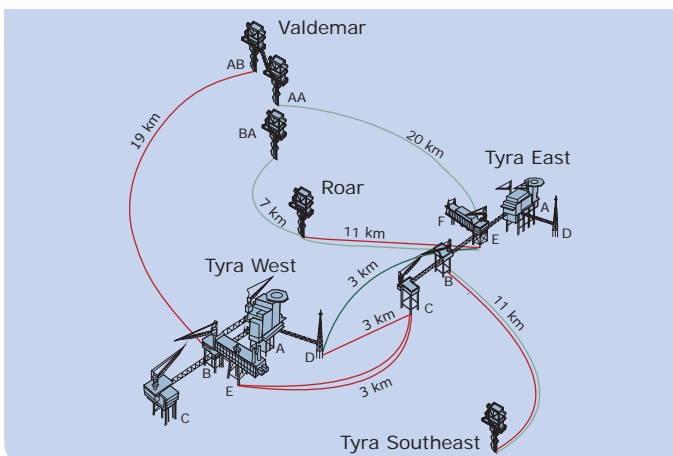 Valdemar
AB
AA
BA
19 km
20 km
Tyra East
A
F
D
E
Roar
7 km
11 km
B
Tyra West
3 km
C
3 km
11 km
A
D
B
E
3 km
C
Tyra Southeast